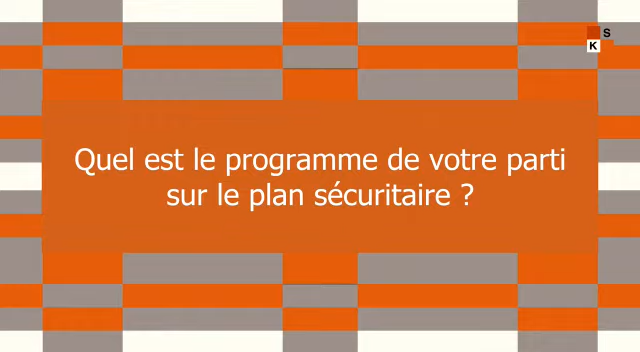 S
K
Quel est le programme de votre parti
sur le plan sécuritaire ?